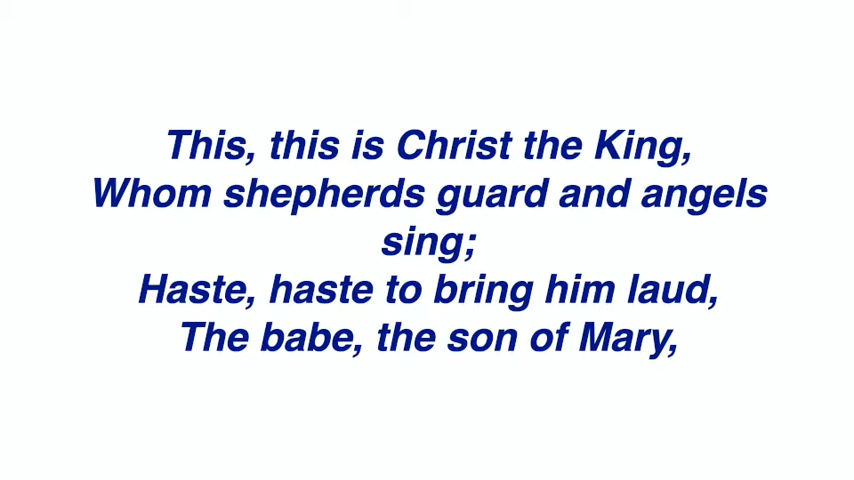 This, this is Christ the King,
Whom shepherds guard and angels
sing;
Haste, haste to bring him laud,
The babe, the son of Mary,